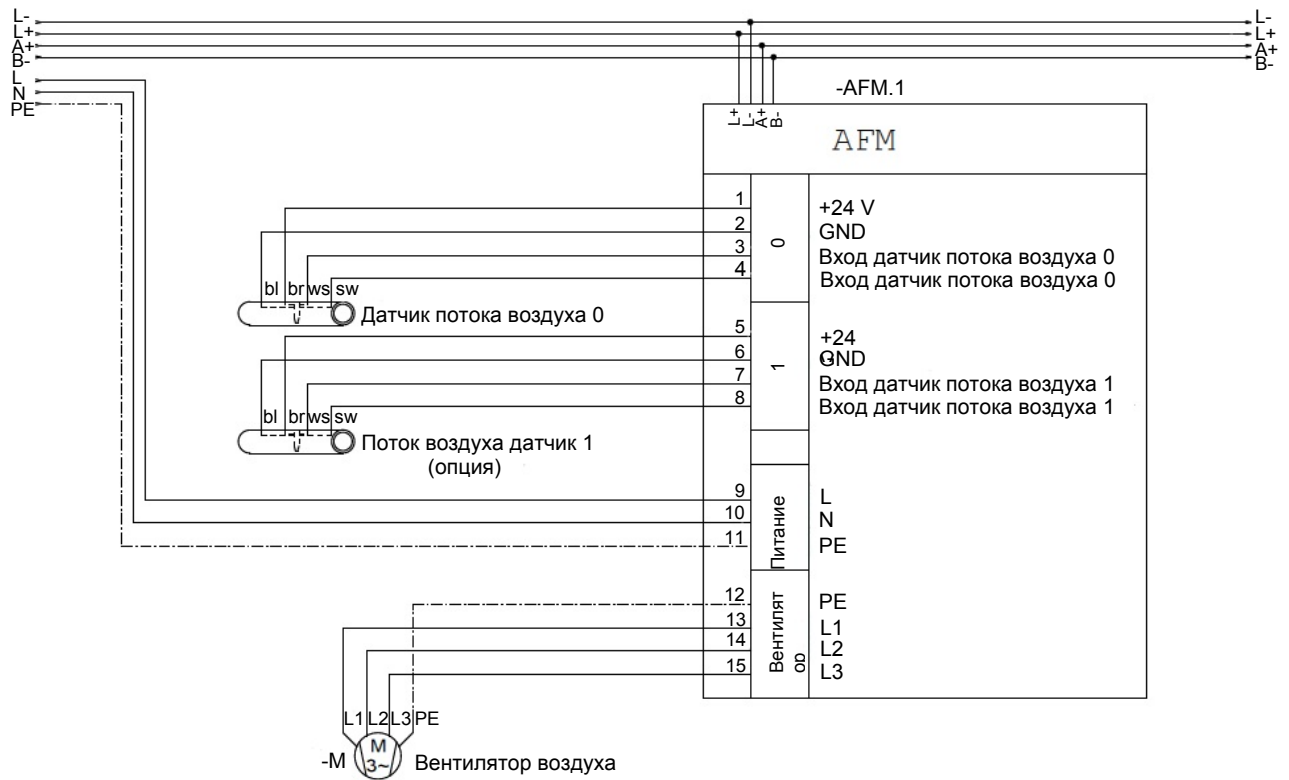 L-
L+
A+
B-
L
N
PE
L-
L+
A+
B-
-AFM.1
L+
L-
A+
B-
AFM
1
2
3
4
0
+24 V
GND
Вход датчик потока воздуха 0
Вход датчик потока воздуха 0
bl br ws sw
Датчик потока воздуха 0
5
6
7
8
1
+24
GND
Вход датчик потока воздуха 1
Вход датчик потока воздуха 1
bl br ws sw
Поток воздуха датчик 1
(опция)
9
10
11
Питание
L
N
PE
12
13
14
15
Вентилят
ор
PE
L1
L2
L3
L1 L2 L3 PE
-M
M
3~
Вентилятор воздуха